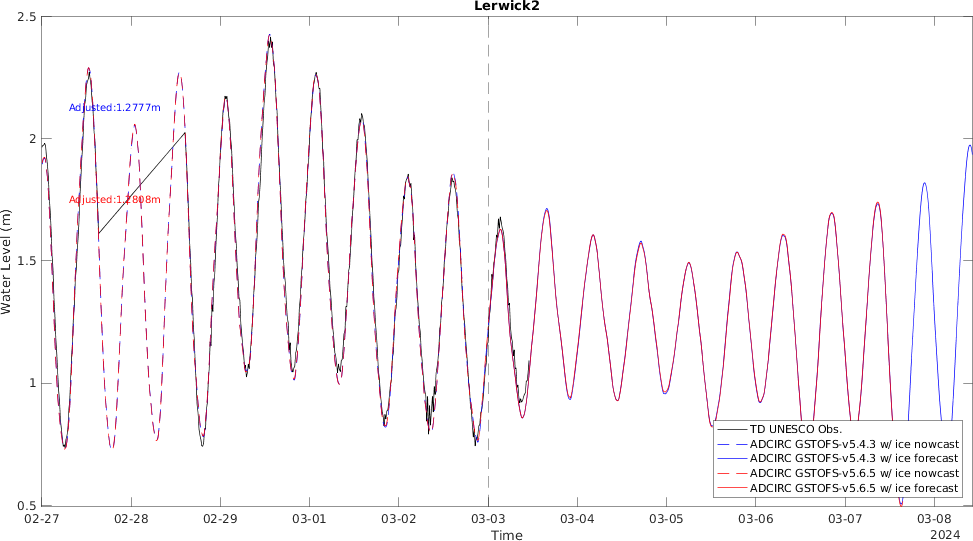 Lerwick2
2.5
2
1.5
1
0.5
Water Level (m)
Adjusted:1.2777m
Adjusted:1.2808m
TD UNESCO Obs.
ADCIRC GSTOFS-v5.4.3 w/ ice nowcast
ADCIRC GSTOFS-v5.4.3 w/ ice forecast
ADCIRC GSTOFS-v5.6.5 w/ ice nowcast
ADCIRC GSTOFS-v5.6.5 w/ ice forecast
02-27 02-28 02-29 03-01 03-02 03-03 03-04 03-05 03-06 03-07 03-08
Time
2024